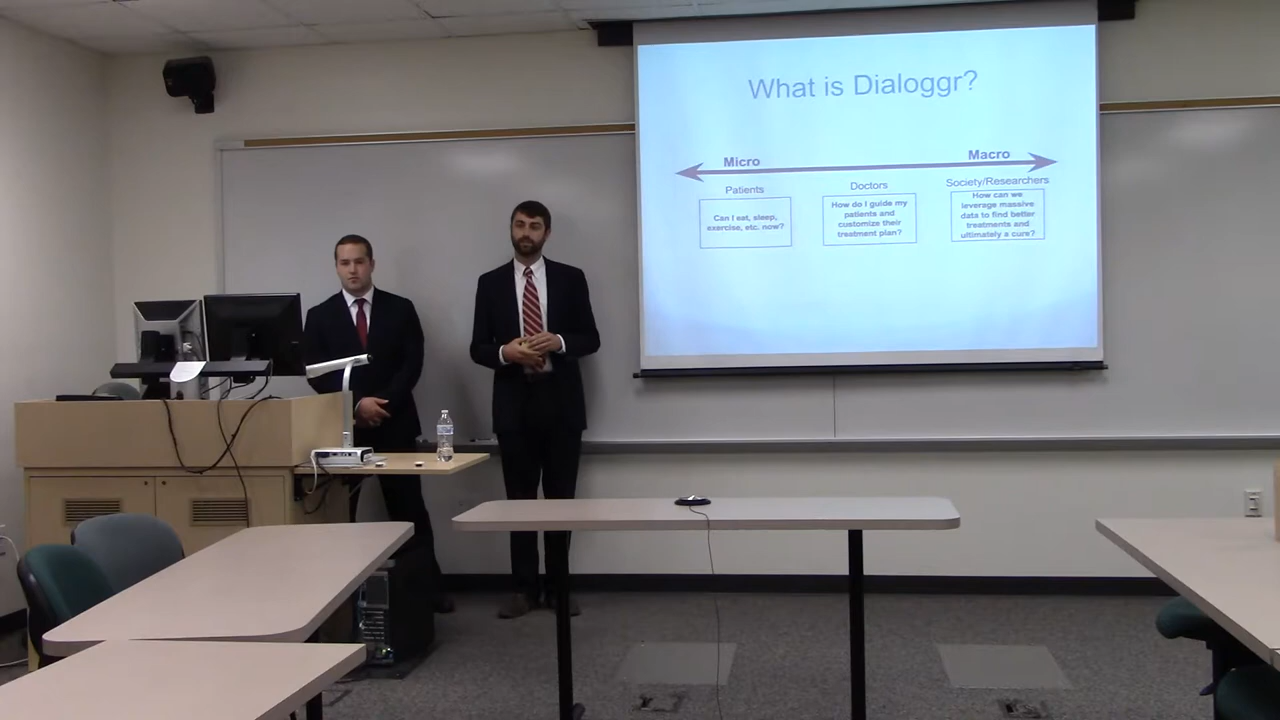 What is Dialoggr?
Micro
Macro
Patients
Doctors
Society/Researchers
Can I eat, sleep,
exercise, etc. now?
How do I guide my
patients and
customize their
treatment plan?
How can we
leverage massive
data to find better
treatments and
ultimately a cure?